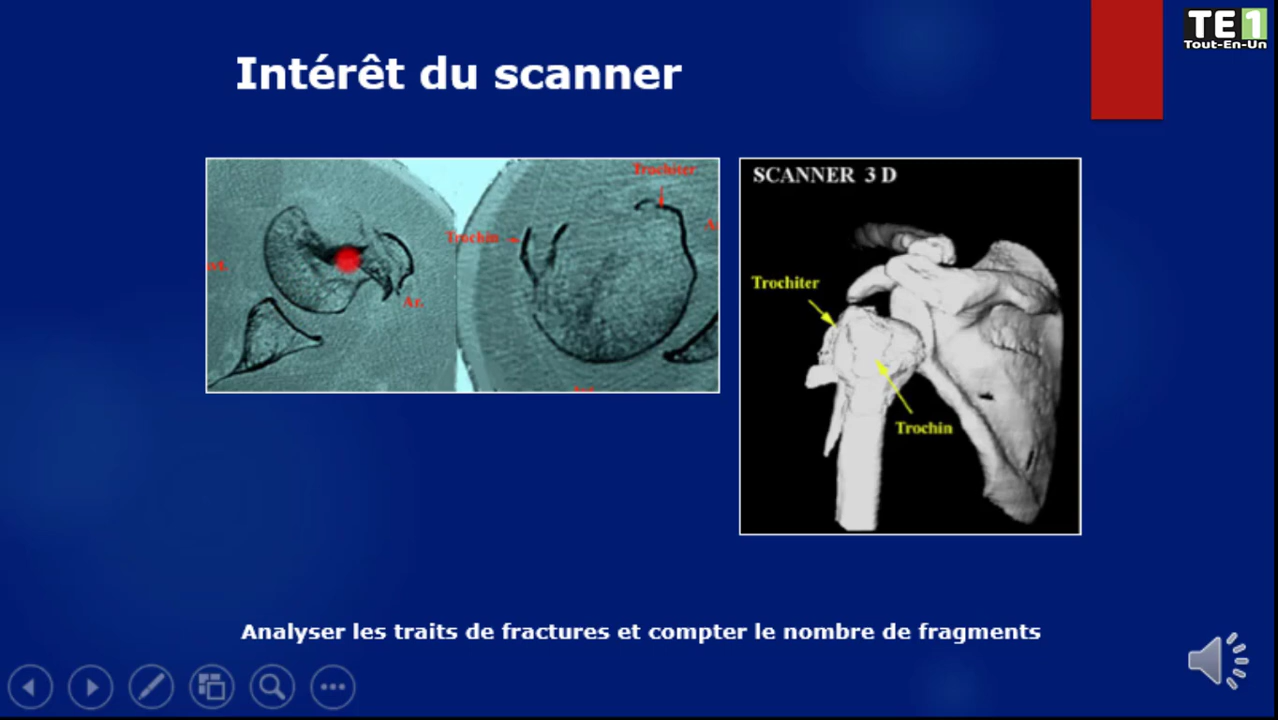 TE1
Tout-En-Un
Intérêt du scanner
Trochiter
Trochin
Ar.
SCANNER 3 D
Trochiter
Trochin
Analyser les traits de fractures et compter le nombre de fragments